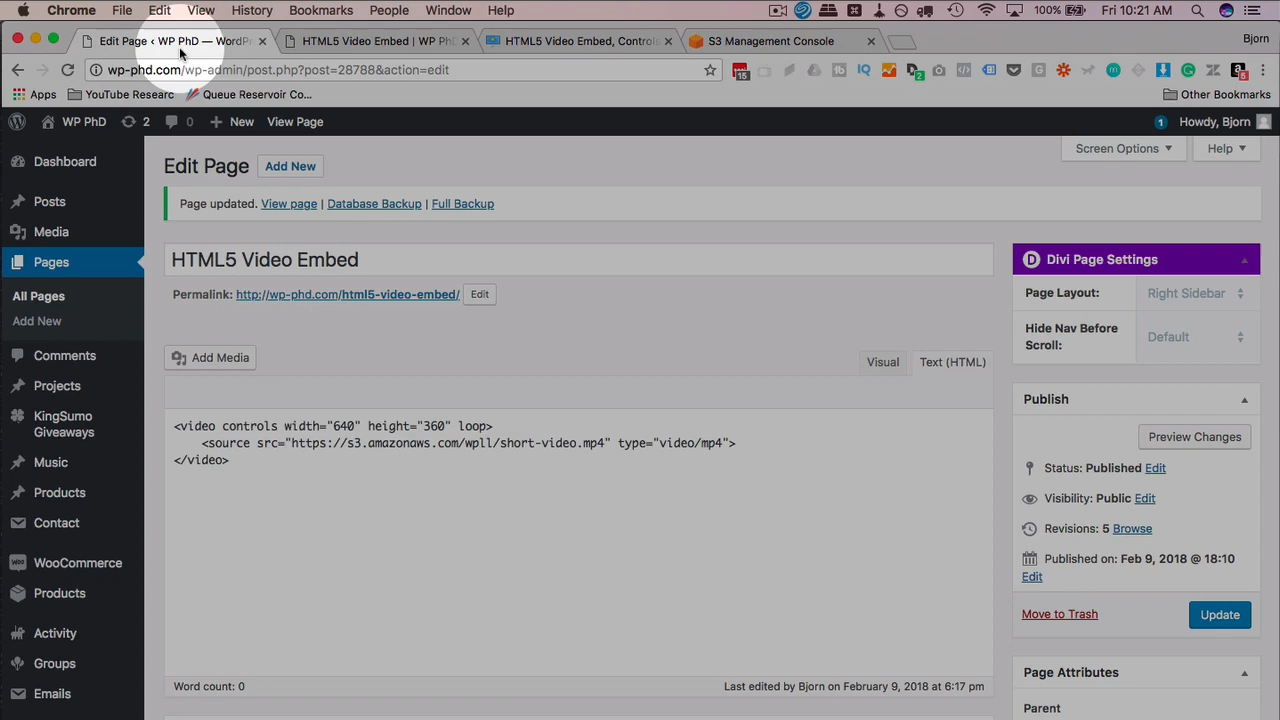 Chrome File Edit View History Bookmarks People Window Help 100% Fri 10:21 AM
Edit Page ‹ WP PhD — WordPr HTML5 Video Embed | WP PhD HTML5 Video Embed, Controls S3 Management Console Bjorn
wp-phd.com/wp-admin/post.php?post=28788&action=edit 15 2 5
Apps YouTube Researc Queue Reservoir Co... Other Bookmarks
WP PhD 2 0 New View Page 1 Howdy, Bjorn
Dashboard
Posts
Media
Pages
All Pages
Add New
Comments
Projects
KingSumo
Giveaways
Music
Products
Contact
WooCommerce
Products
Activity
Groups
Emails
Screen Options Help
Edit Page Add New
Page updated. View page | Database Backup | Full Backup
HTML5 Video Embed
Permalink: http://wp-phd.com/html5-video-embed/ Edit
Add Media Visual Text (HTML)
<video controls width="640" height="360" loop>
<source src="https://s3.amazonaws.com/wpll/short-video.mp4" type="video/mp4">
</video>
Word count: 0 Last edited by Bjorn on February 9, 2018 at 6:17 pm
D Divi Page Settings
Page Layout: Right Sidebar
Hide Nav Before
Scroll: Default
Publish
Preview Changes
Status: Published Edit
Visibility: Public Edit
Revisions: 5 Browse
Published on: Feb 9, 2018 @ 18:10
Edit
Move to Trash Update
Page Attributes
Parent